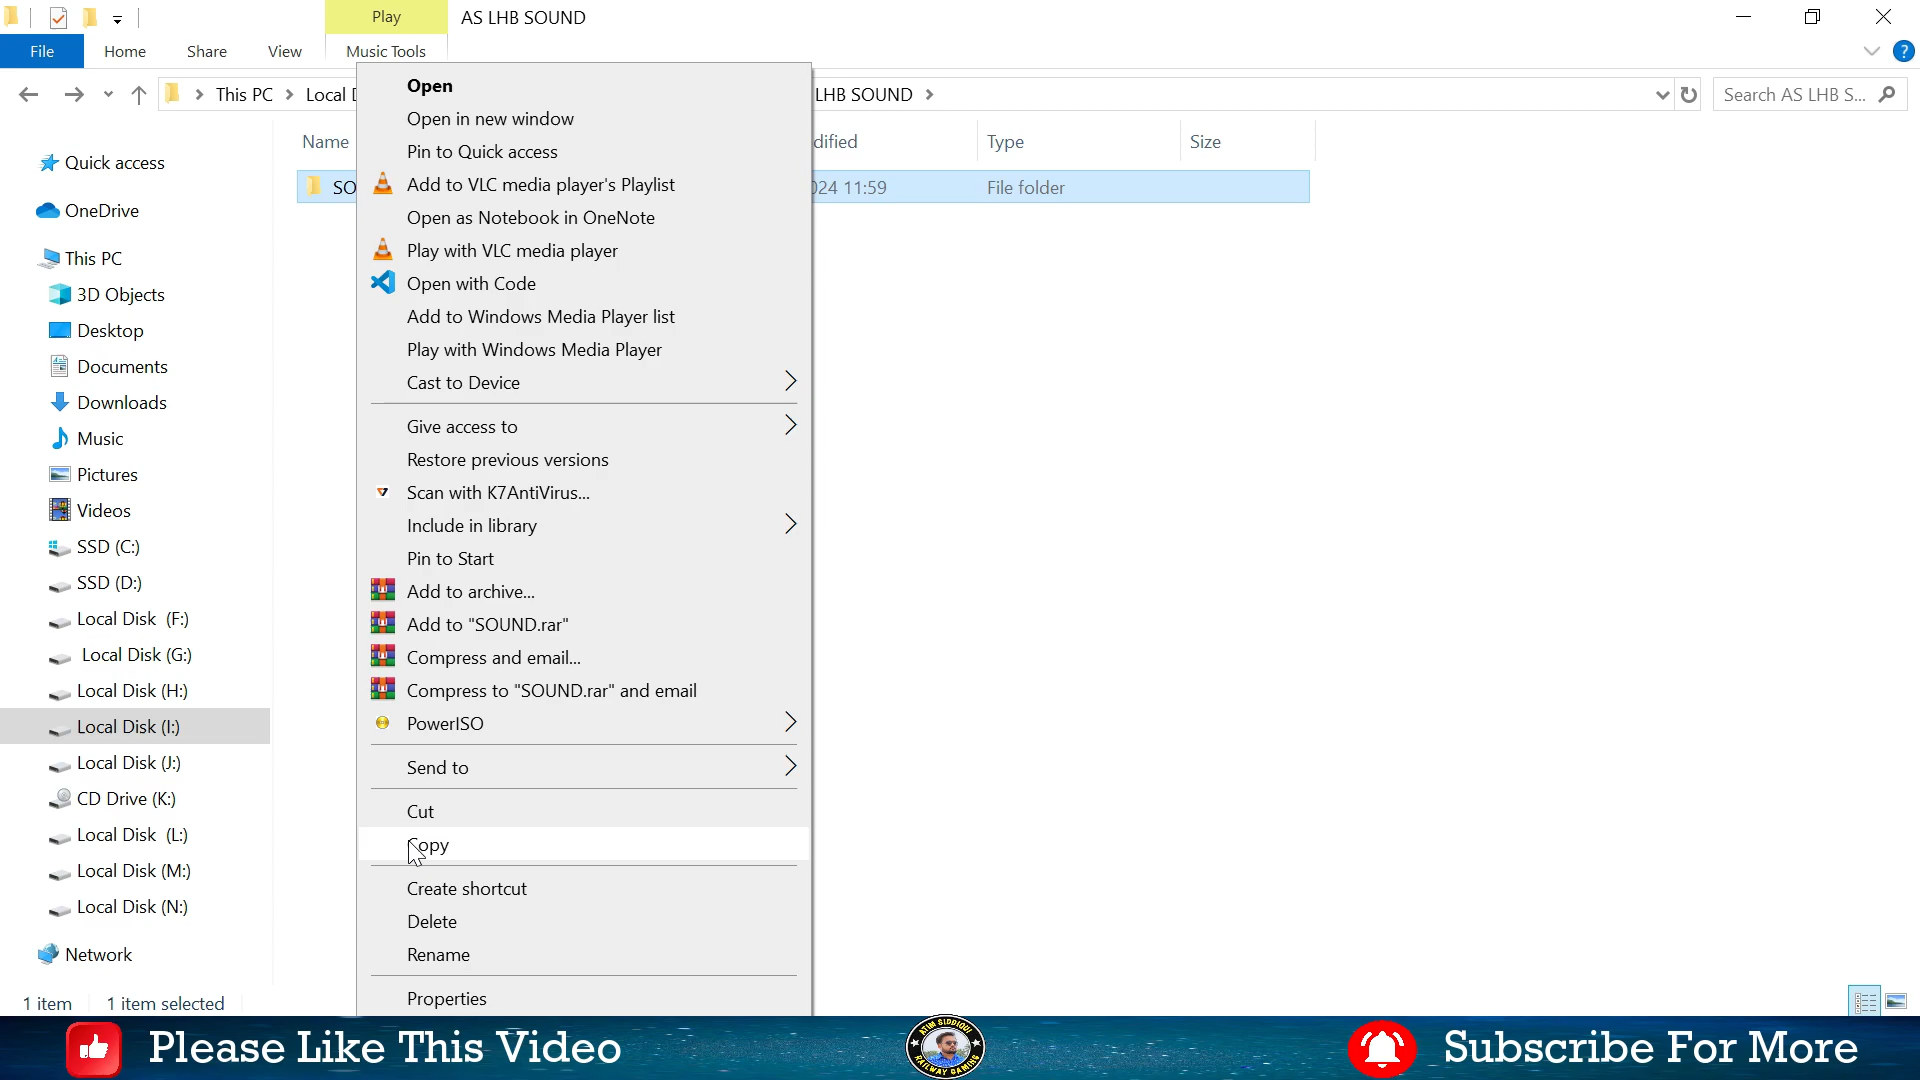 Play
AS LHB SOUND
File
Home
Share
View
Music Tools
?
This PC
Local
LHB SOUND
Search AS LHB S...
Name
dified
Type
Size
Quick access
SO
024 11:59
File folder
OneDrive
This PC
3D Objects
Desktop
Documents
Downloads
Music
Pictures
Videos
SSD (C:)
SSD (D:)
Local Disk (F:)
Local Disk (G:)
Local Disk (H:)
Local Disk (I:)
Local Disk (J:)
CD Drive (K:)
Local Disk (L:)
Local Disk (M:)
Local Disk (N:)
Network
Open
Open in new window
Pin to Quick access
Add to VLC media player's Playlist
Open as Notebook in OneNote
Play with VLC media player
Open with Code
Add to Windows Media Player list
Play with Windows Media Player
Cast to Device
Give access to
Restore previous versions
Scan with K7AntiVirus...
Include in library
Pin to Start
Add to archive...
Add to "SOUND.rar"
Compress and email...
Compress to "SOUND.rar" and email
PowerISO
Send to
Cut
Copy
Create shortcut
Delete
Rename
Properties
1 item
1 item selected
Please Like This Video
ATIM SIDDIQUI
RAILWAY GAMING
Subscribe For More